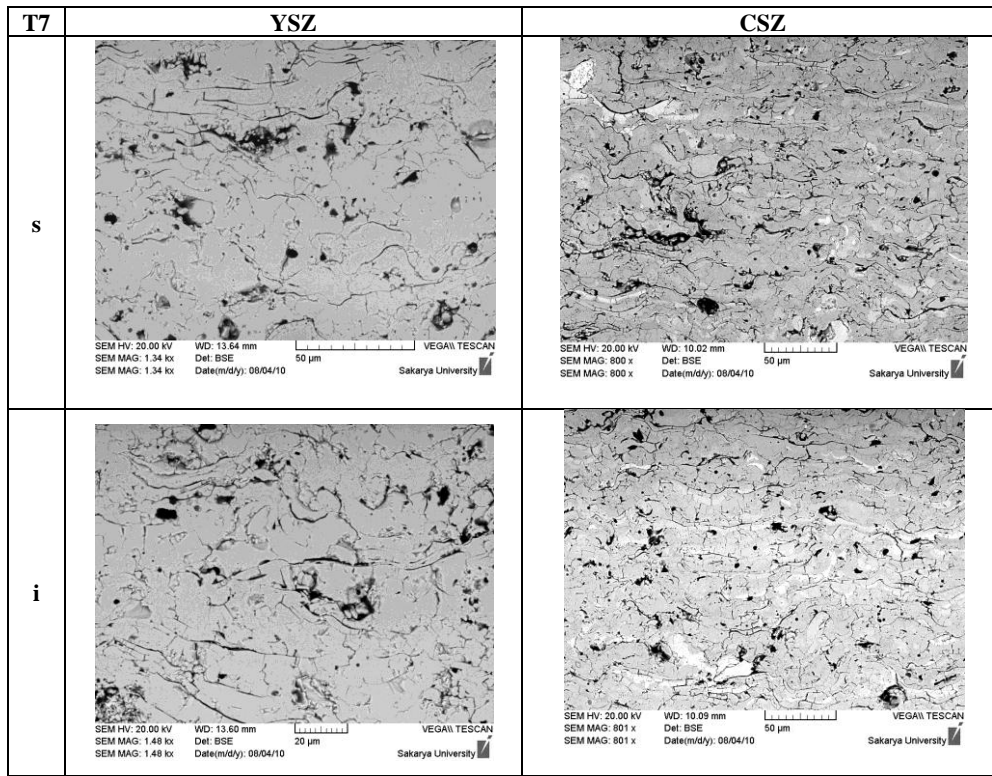 T7 YSZ CSZ
s
SEM HV: 20.00 kV WD: 13.64 mm VEGA\\ TESCAN
SEM MAG: 1.34 kx Det: BSE 50 µm
SEM MAG: 1.34 kx Date(m/d/y): 08/04/10 Sakarya University
SEM HV: 20.00 kV WD: 10.02 mm VEGA\\ TESCAN
SEM MAG: 800 x Det: BSE 50 µm
SEM MAG: 800 x Date(m/d/y): 08/04/10 Sakarya University
i
SEM HV: 20.00 kV WD: 13.60 mm VEGA\\ TESCAN
SEM MAG: 1.48 kx Det: BSE 20 µm
SEM MAG: 1.48 kx Date(m/d/y): 08/04/10 Sakarya University
SEM HV: 20.00 kV WD: 10.09 mm VEGA\\ TESCAN
SEM MAG: 801 x Det: BSE 50 µm
SEM MAG: 801 x Date(m/d/y): 08/04/10 Sakarya University